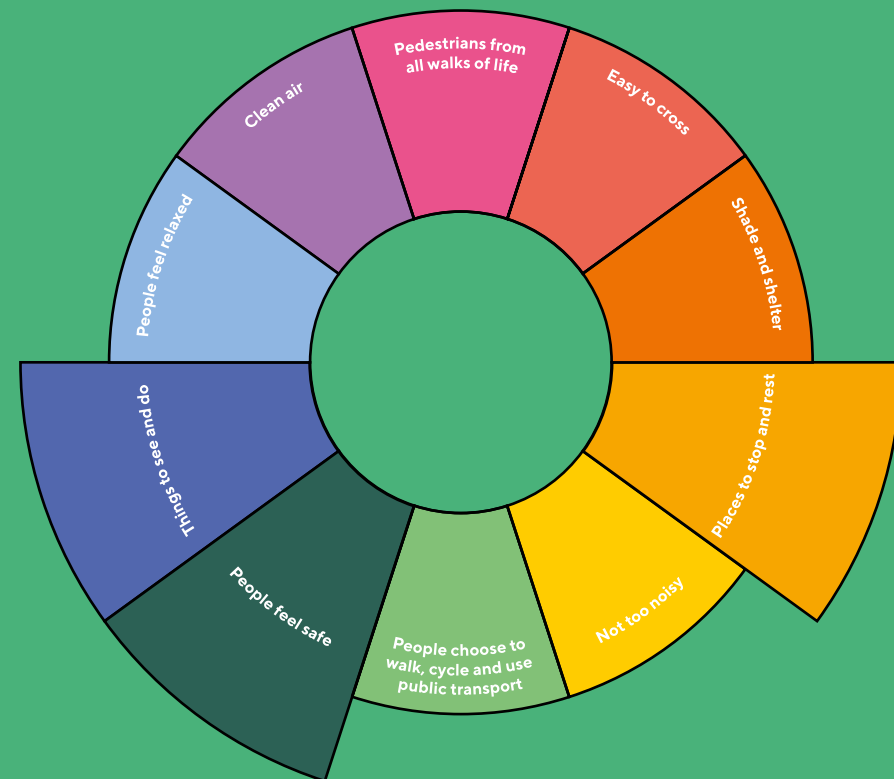 Pedestrians from
all walks of life
Easy to cross
Shade and shelter
Places to stop and rest
Not too noisy
People choose to
walk, cycle and use
public transport
People feel safe
Things to see and do
People feel relaxed
Clean air